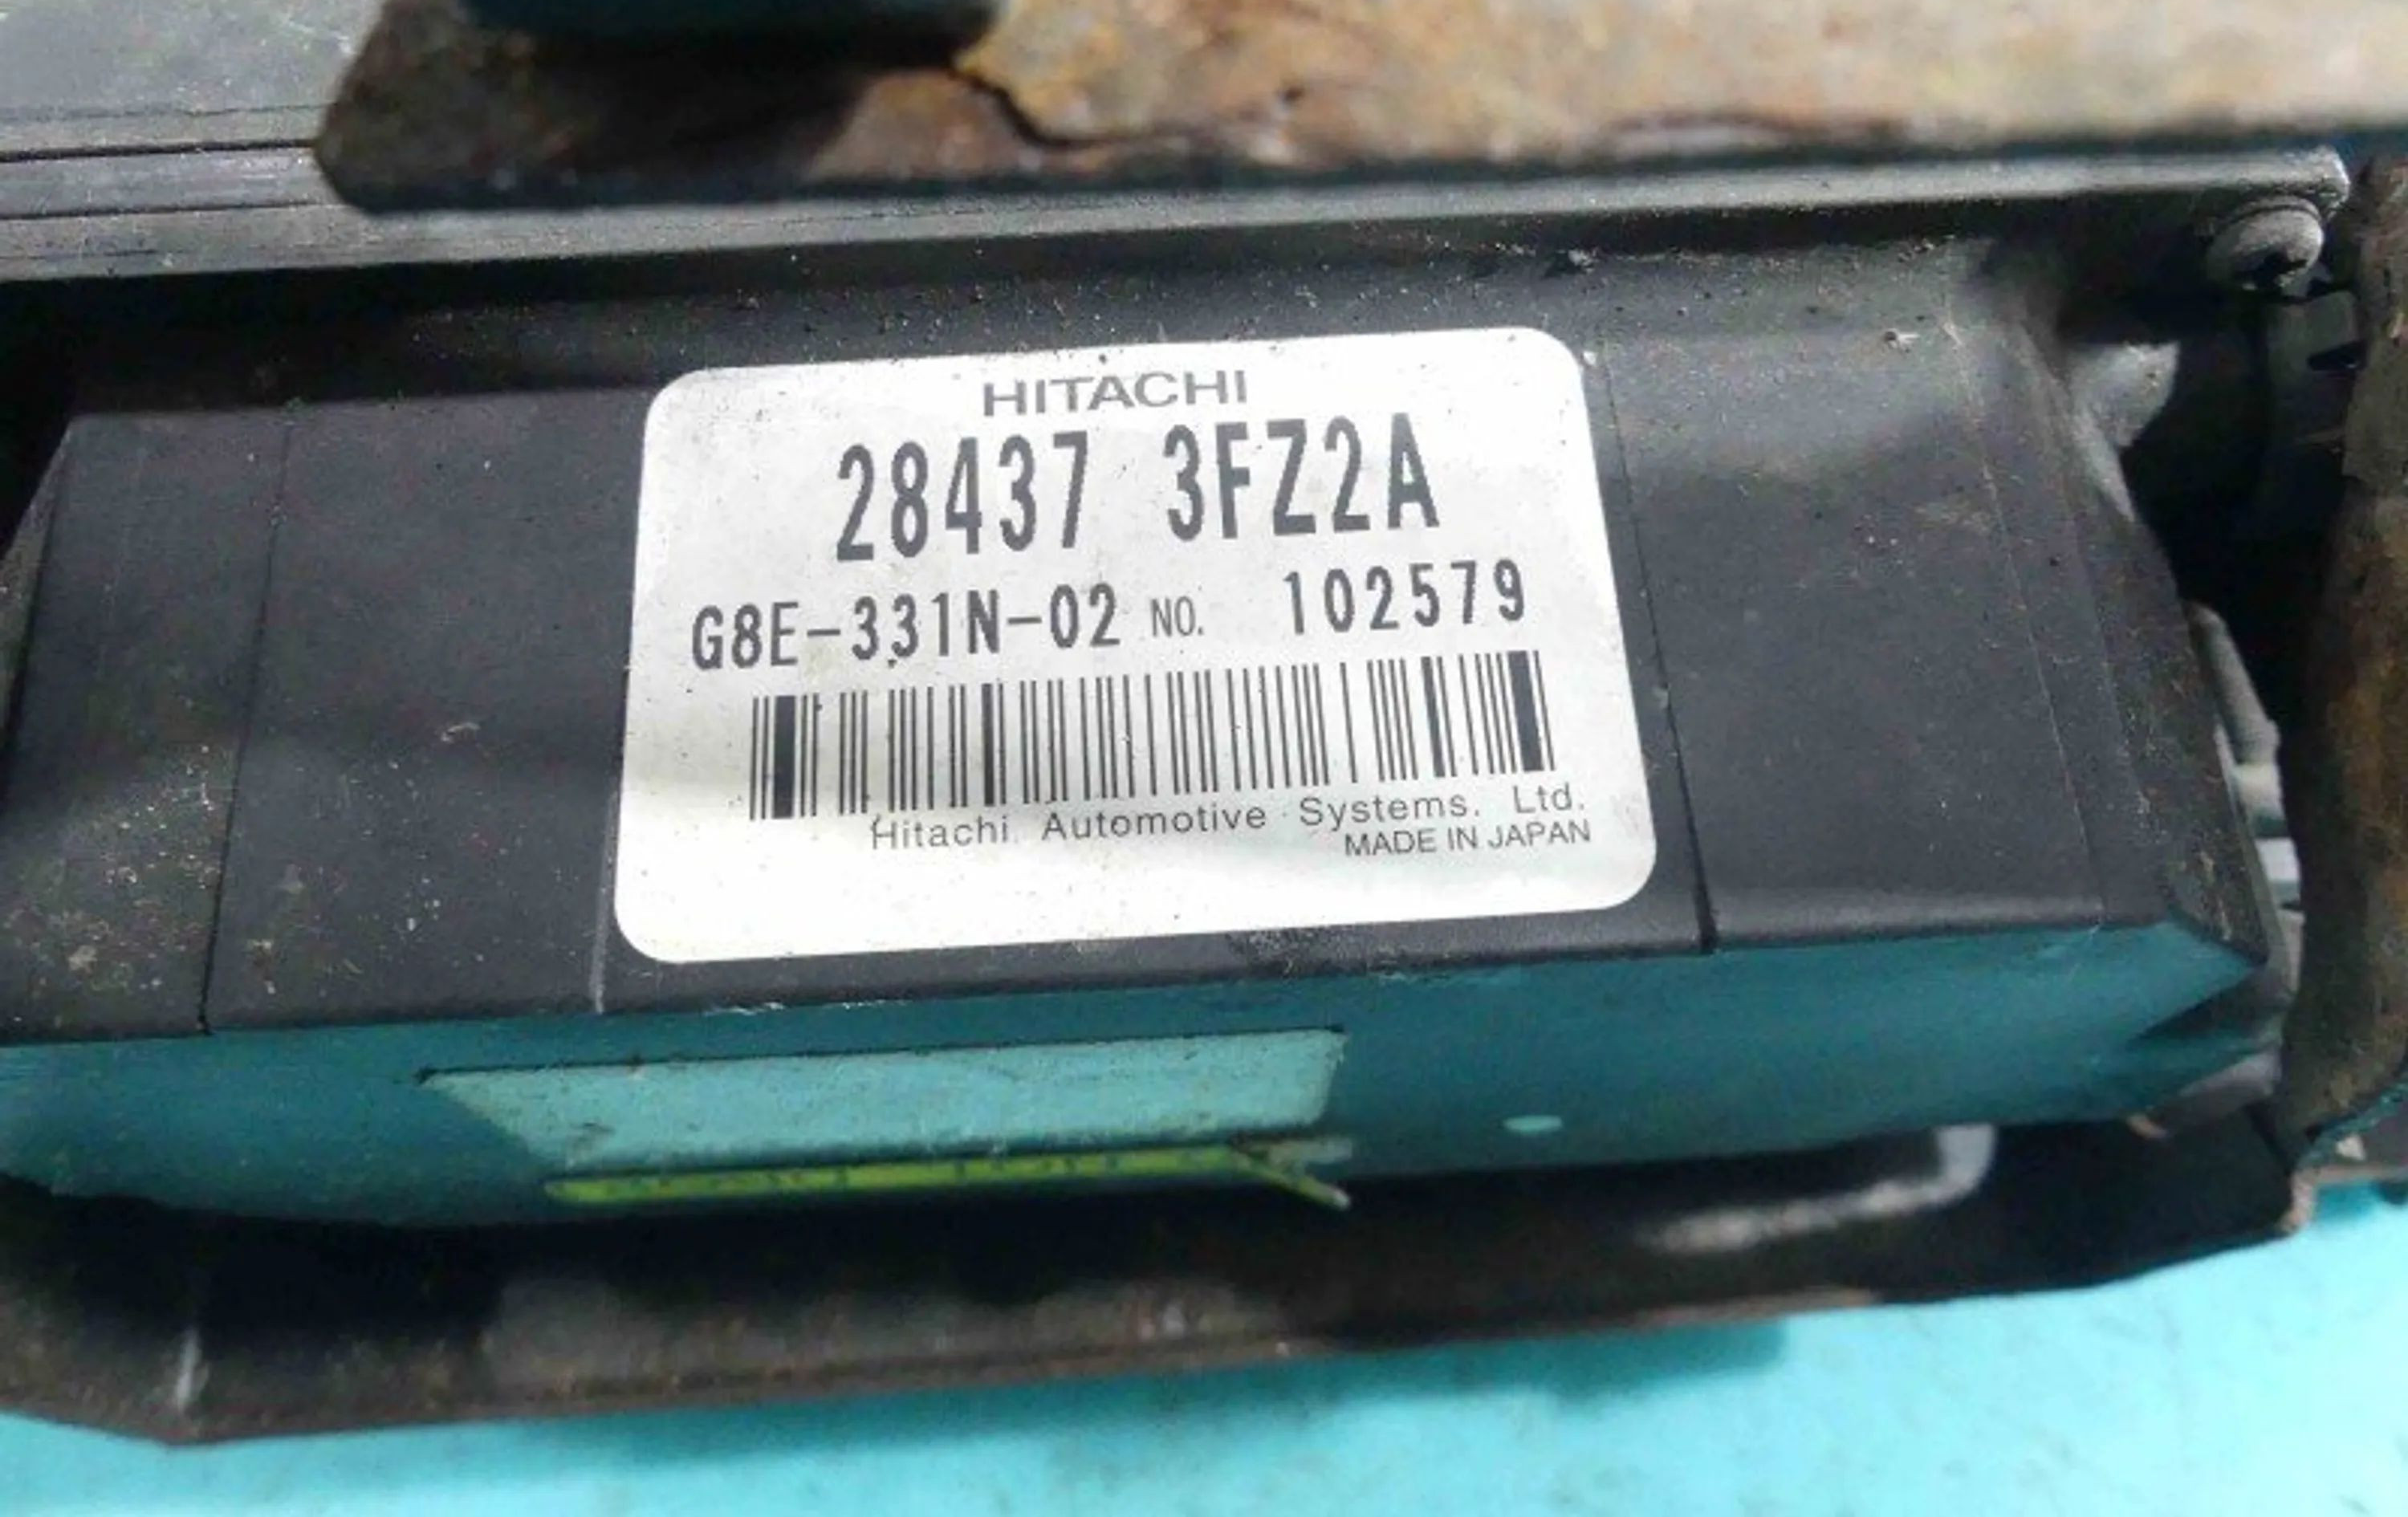 HITACHI
28437 3FZ2A
G8E-331N-02 NO. 102579
Hitachi Automotive Systems, Ltd.
MADE IN JAPAN